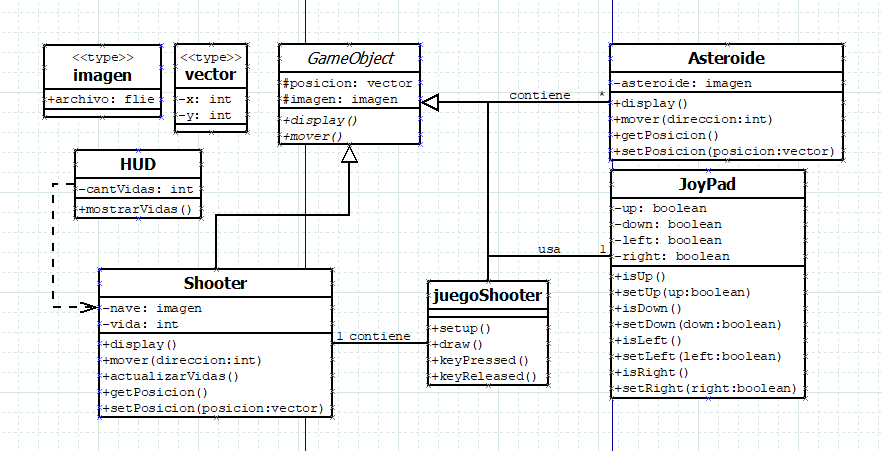 <<type>>
imagen
+archivo: flie
<<type>>
vector
-x: int
-y: int
GameObject
#posicion: vector
#imagen: imagen
+display()
+mover()
contiene
*
Asteroide
-asteroide: imagen
+display()
+mover(direccion:int)
+getPosicion()
+setPosicion(posicion:vector)
HUD
-cantVidas: int
+mostrarVidas()
JoyPad
-up: boolean
-down: boolean
-left: boolean
-right: boolean
+isUp()
+setUp(up:boolean)
+isDown()
+setDown(down:boolean)
+isLeft()
+setLeft(left:boolean)
+isRight()
+setRight(right:boolean)
usa
1
Shooter
-nave: imagen
-vida: int
+display()
+mover(direccion:int)
+actualizarVidas()
+getPosicion()
+setPosicion(posicion:vector)
1 contiene
juegoShooter
+setup()
+draw()
+keyPressed()
+keyReleased()